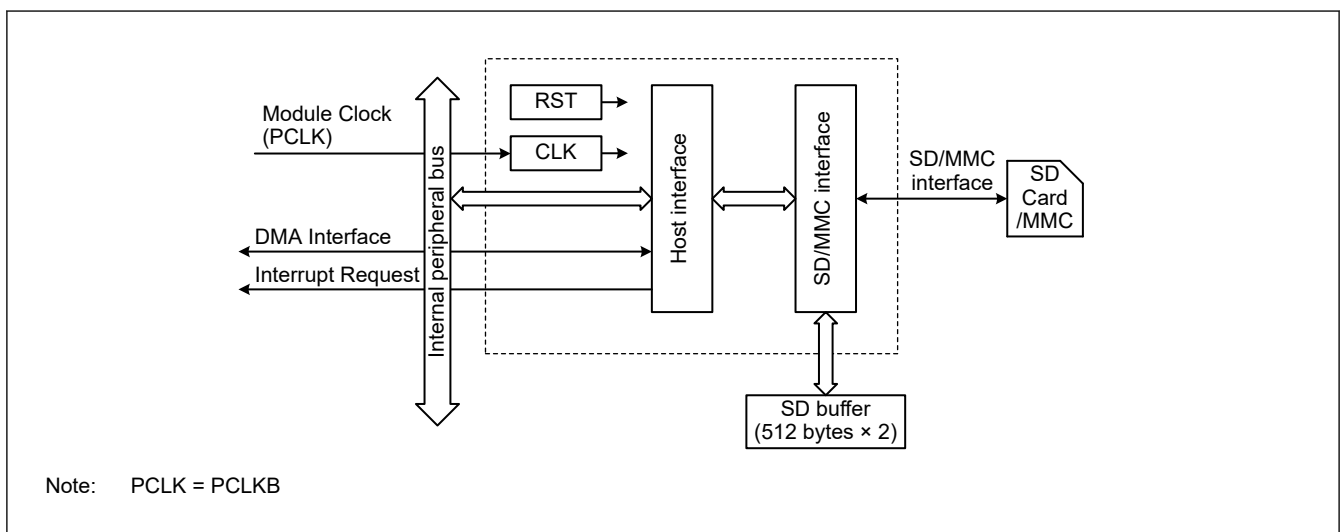 Module Clock
(PCLK)
RST
CLK
DMA Interface
Interrupt Request
Internal peripheral bus
Host interface
SD/MMC interface
SD/MMC
interface
SD
Card
/MMC
SD buffer
(512 bytes × 2)
Note: PCLK = PCLKB